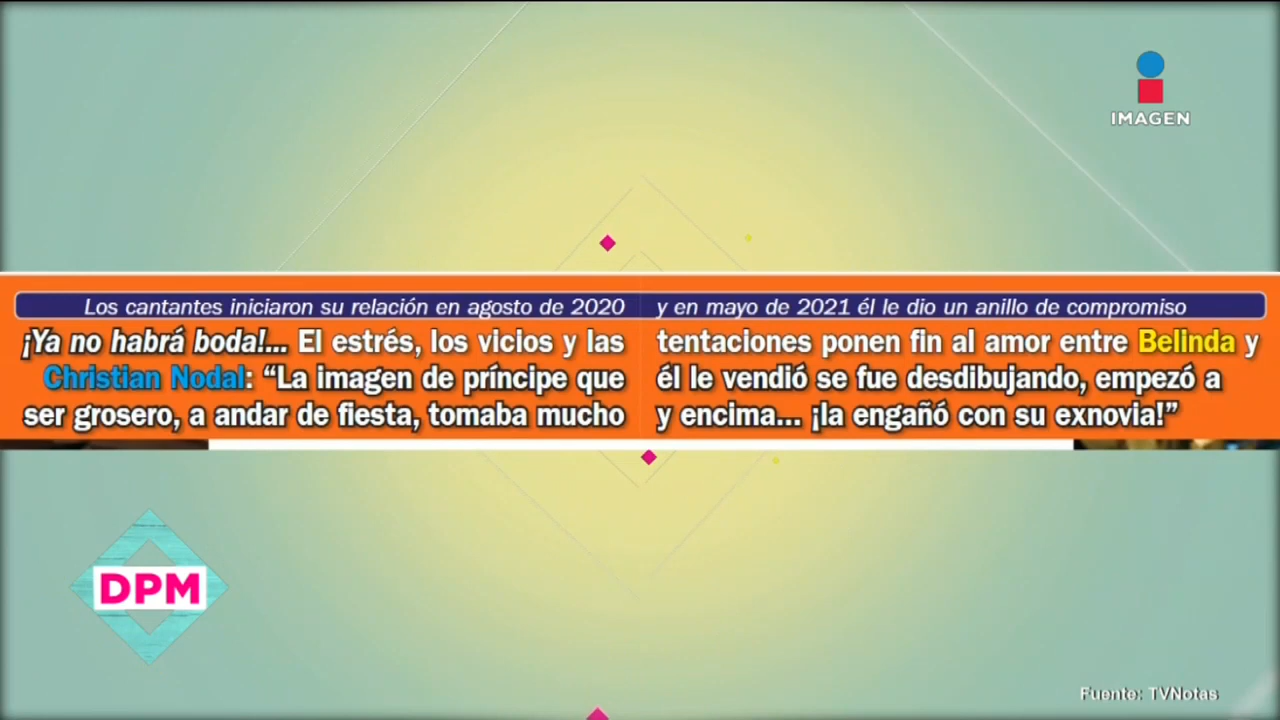 IMAGEN
Los cantantes iniciaron su relación en agosto de 2020 y en mayo de 2021 él le dio un anillo de compromiso
¡Ya no habrá boda!... El estrés, los vicios y las tentaciones ponen fin al amor entre Belinda y
Christian Nodal: “La imagen de príncipe que él le vendió se fue desdibujando, empezó a
ser grosero, a andar de fiesta, tomaba mucho y encima... ¡la engañó con su exnovia!”
DPM
Fuente: TVNotas